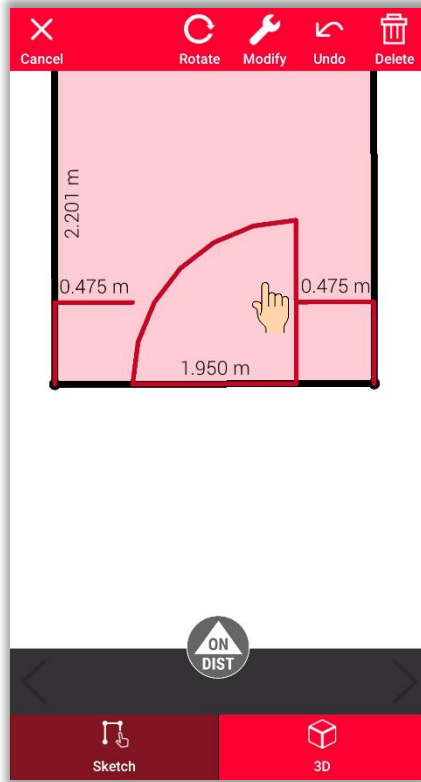 Cancel Rotate Modify Undo Delete
2.201 m
0.475 m 0.475 m
1.950 m
ON
DIST
Sketch 3D